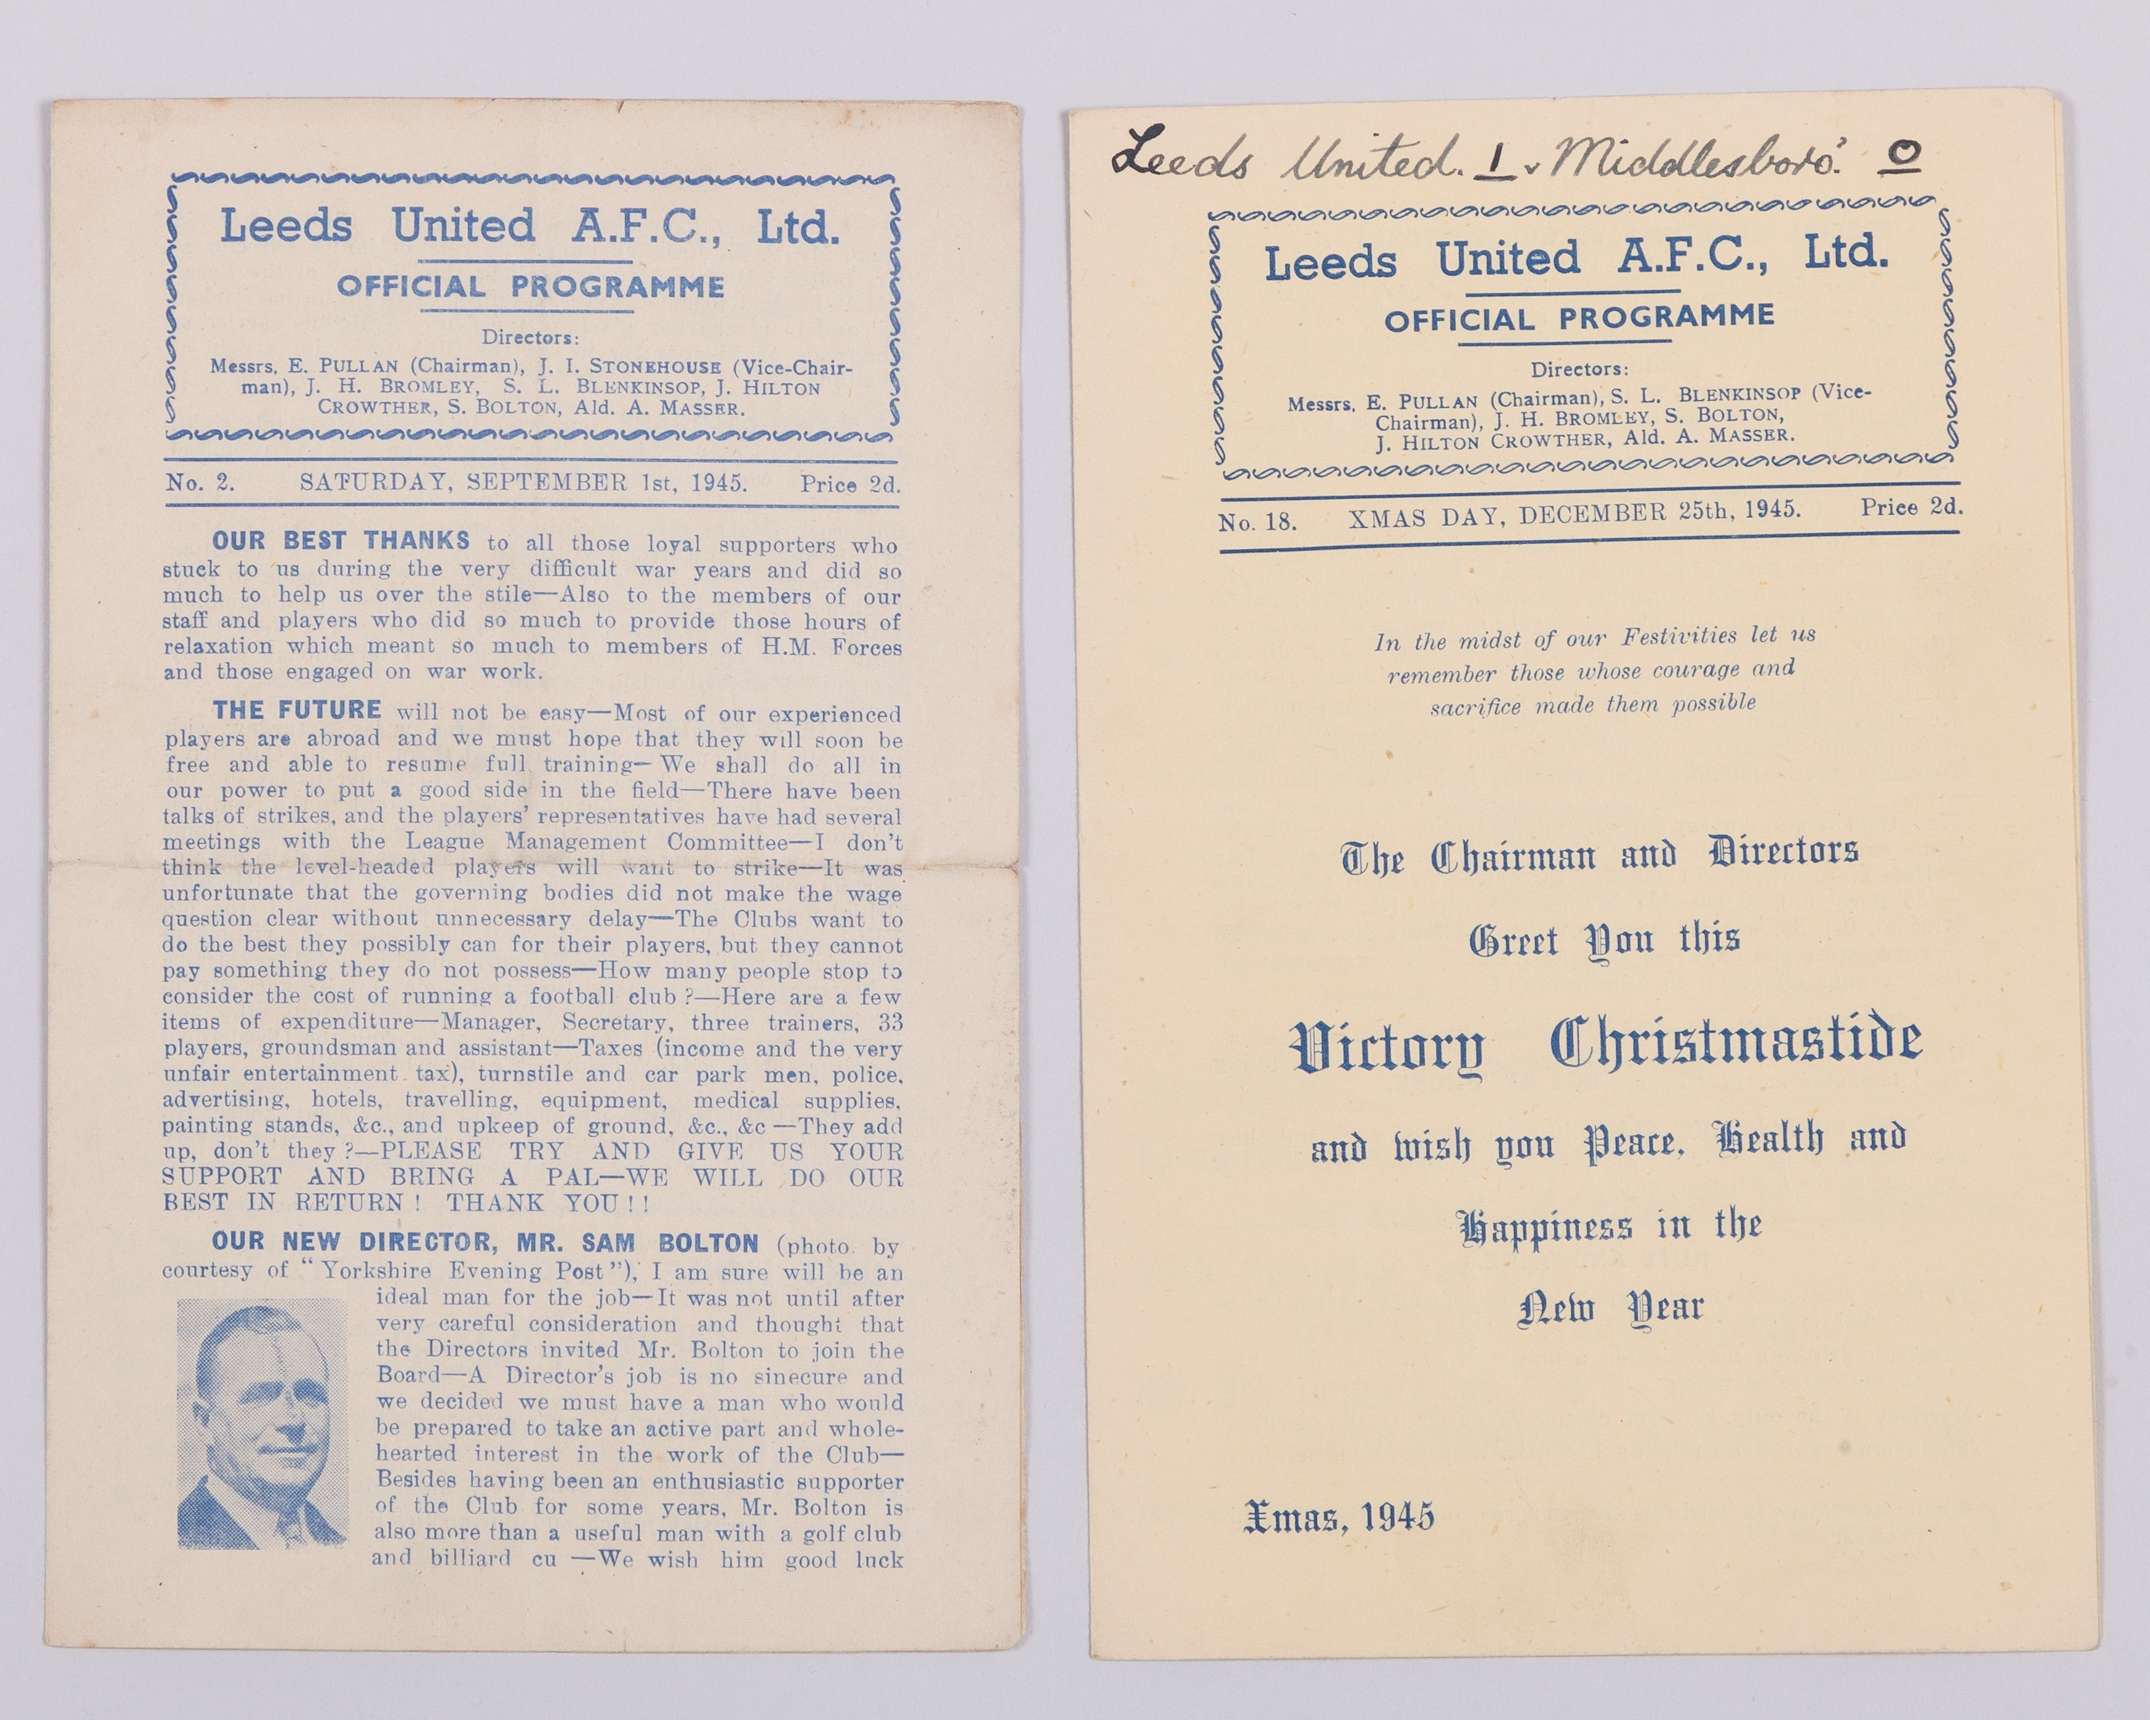 Leeds United A.F.C., Ltd.
OFFICIAL PROGRAMME
Directors:
Messrs. E. PULLAN (Chairman), J. I. STONEHOUSE (Vice-Chair-
man), J. H. BROMLEY, S. L. BLENKINSOP, J. HILTON
CROWTHER, S. BOLTON, Ald. A. MASSER.
No. 2. SATURDAY, SEPTEMBER 1st, 1945. Price 2d.
OUR BEST THANKS to all those loyal supporters who
stuck to us during the very difficult war years and did so
much to help us over the stile—Also to the members of our
staff and players who did so much to provide those hours of
relaxation which meant so much to members of H.M. Forces
and those engaged on war work.
THE FUTURE will not be easy—Most of our experienced
players are abroad and we must hope that they will soon be
free and able to resume full training—We shall do all in
our power to put a good side in the field—There have been
talks of strikes, and the players' representatives have had several
meetings with the League Management Committee—I don't
think the level-headed players will want to strike—It was
unfortunate that the governing bodies did not make the wage
question clear without unnecessary delay—The Clubs want to
do the best they possibly can for their players, but they cannot
pay something they do not possess—How many people stop to
consider the cost of running a football club ?—Here are a few
items of expenditure—Manager, Secretary, three trainers, 33
players, groundsman and assistant—Taxes (income and the very
unfair entertainment tax), turnstile and car park men, police,
advertising, hotels, travelling, equipment, medical supplies,
painting stands, &c., and upkeep of ground, &c., &c —They add
up, don't they ?—PLEASE TRY AND GIVE US YOUR
SUPPORT AND BRING A PAL—WE WILL DO OUR
BEST IN RETURN ! THANK YOU ! !
OUR NEW DIRECTOR, MR. SAM BOLTON (photo. by
courtesy of "Yorkshire Evening Post"), I am sure will be an
ideal man for the job—It was not until after
very careful consideration and thought that
the Directors invited Mr. Bolton to join the
Board—A Director's job is no sinecure and
we decided we must have a man who would
be prepared to take an active part and whole-
hearted interest in the work of the Club—
Besides having been an enthusiastic supporter
of the Club for some years, Mr. Bolton is
also more than a useful man with a golf club
and billiard cu —We wish him good luck
Leeds United. 1 v Middlesboro'. 0
Leeds United A.F.C., Ltd.
OFFICIAL PROGRAMME
Directors:
Messrs. E. PULLAN (Chairman), S. L. BLENKINSOP (Vice-
Chairman), J. H. BROMLEY, S. BOLTON,
J. HILTON CROWTHER, Ald. A. MASSER.
No. 18. XMAS DAY, DECEMBER 25th, 1945. Price 2d.
In the midst of our Festivities let us
remember those whose courage and
sacrifice made them possible
The Chairman and Directors
Greet You this
Victory Christmastide
and wish you Peace, Health and
Happiness in the
New Year
Xmas, 1945